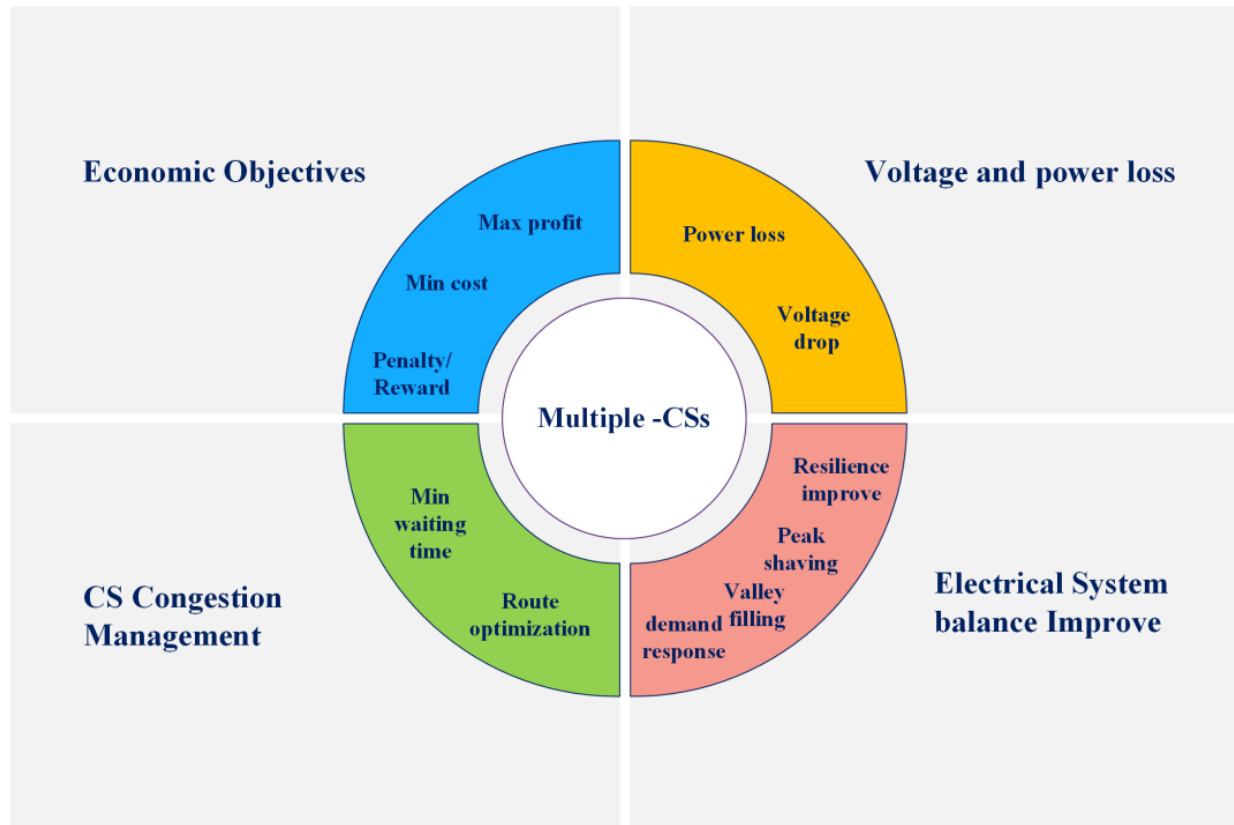 Economic Objectives
Max profit
Min cost
Penalty/
Reward
Voltage and power loss
Power loss
Voltage
drop
Multiple -CSs
CS Congestion
Management
Min
waiting
time
Route
optimization
Resilience
improve
Peak
shaving
Valley
filling
demand
response
Electrical System
balance Improve